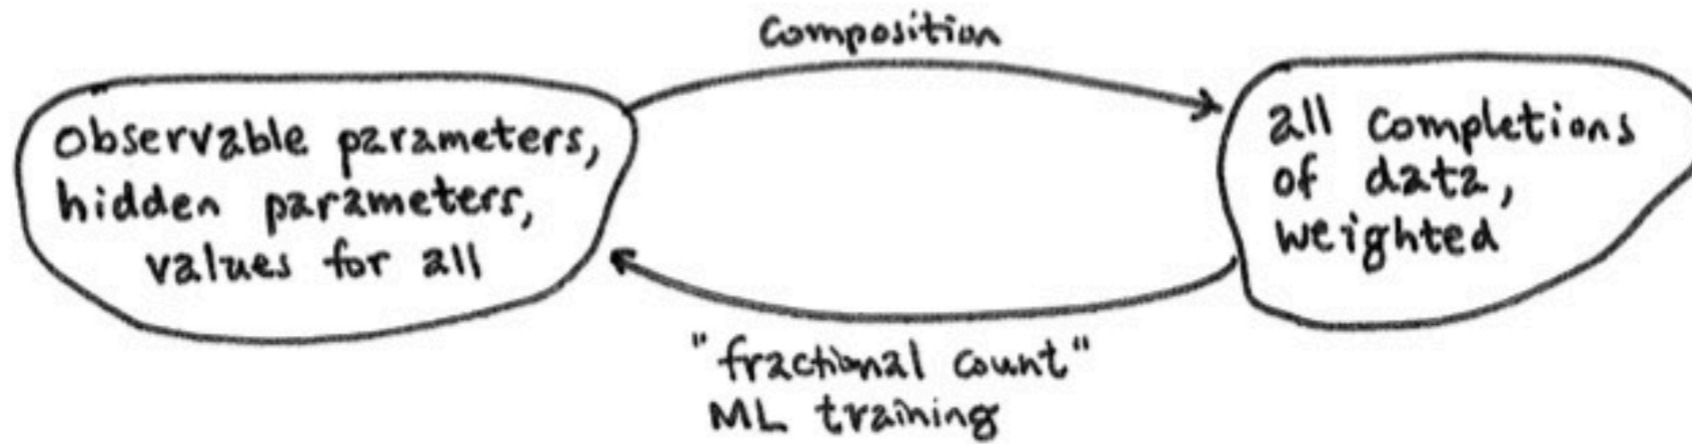 Composition
observable parameters,
hidden parameters,
values for all
all completions
of data,
weighted
"fractional count"
ML training